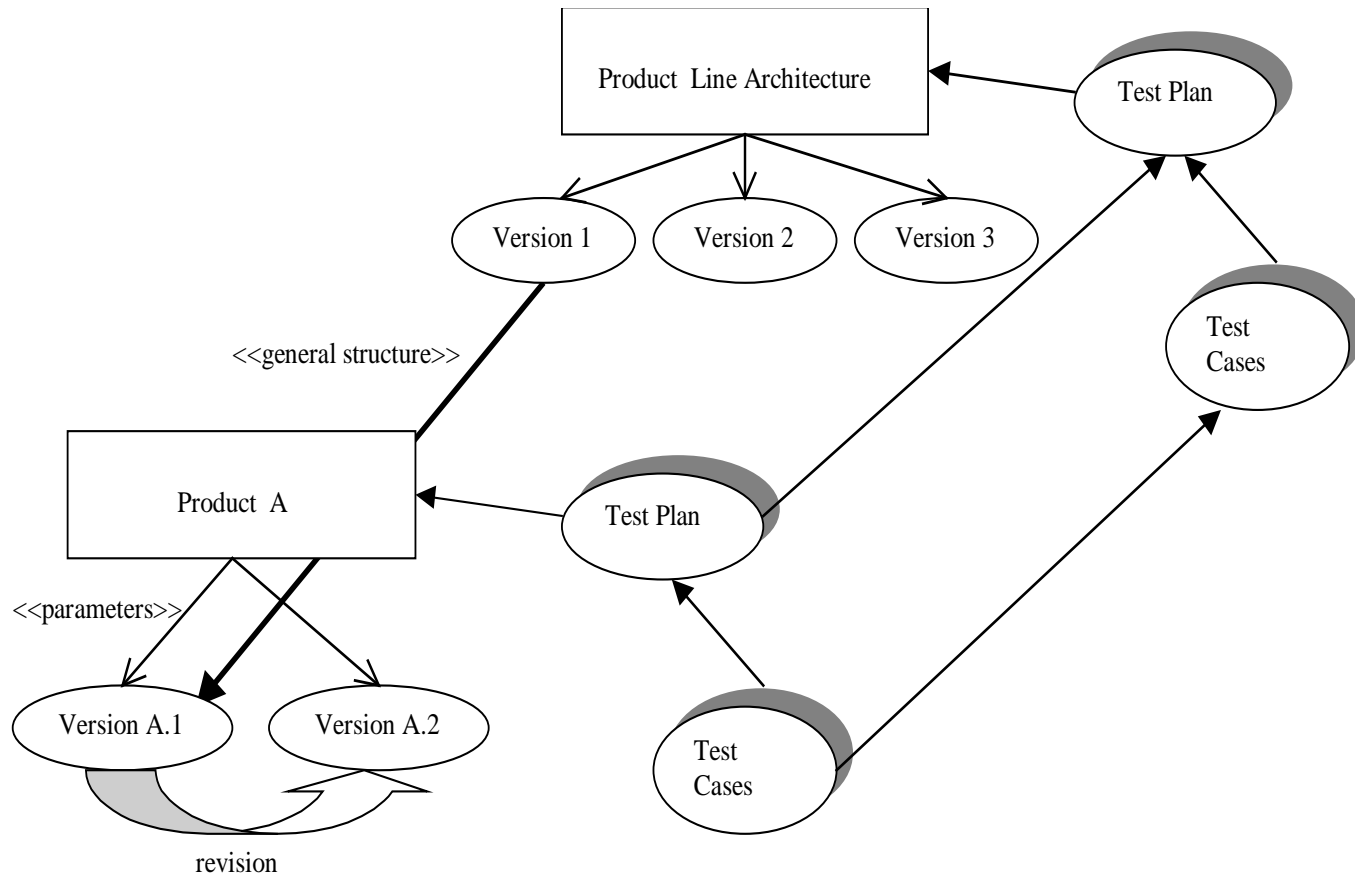 Product Line Architecture
Test Plan
Version 1
Version 2
Version 3
<<general structure>>
Test
Cases
Product A
Test Plan
<<parameters>>
Version A.1
Version A.2
Test
Cases
revision